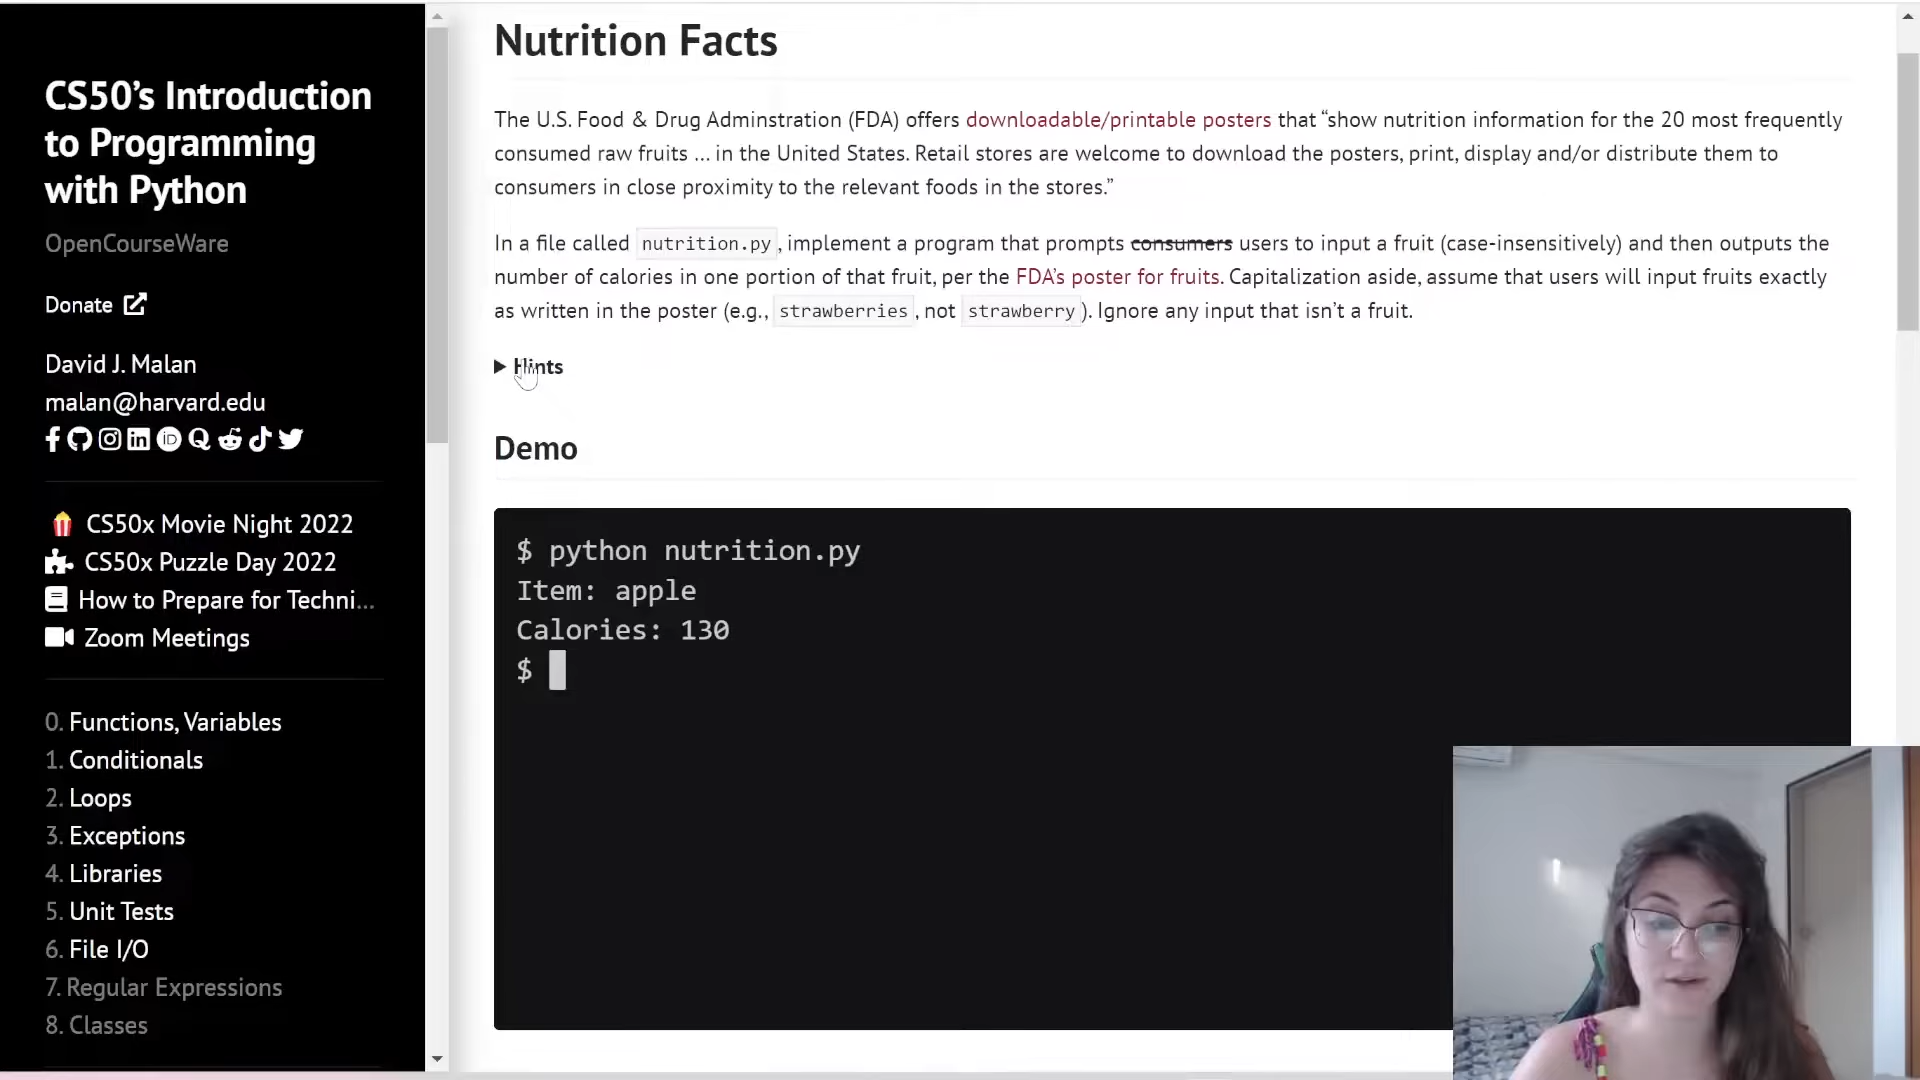 CS50’s Introduction
to Programming
with Python
OpenCourseWare
Donate
David J. Malan
malan@harvard.edu
CS50x Movie Night 2022
CS50x Puzzle Day 2022
How to Prepare for Techni...
Zoom Meetings
0. Functions, Variables
1. Conditionals
2. Loops
3. Exceptions
4. Libraries
5. Unit Tests
6. File I/O
7. Regular Expressions
8. Classes
Nutrition Facts
The U.S. Food & Drug Adminstration (FDA) offers downloadable/printable posters that “show nutrition information for the 20 most frequently
consumed raw fruits ... in the United States. Retail stores are welcome to download the posters, print, display and/or distribute them to
consumers in close proximity to the relevant foods in the stores.”
In a file called nutrition.py, implement a program that prompts consumers users to input a fruit (case-insensitively) and then outputs the
number of calories in one portion of that fruit, per the FDA’s poster for fruits. Capitalization aside, assume that users will input fruits exactly
as written in the poster (e.g., strawberries, not strawberry). Ignore any input that isn’t a fruit.
Hints
Demo
$ python nutrition.py
Item: apple
Calories: 130
$